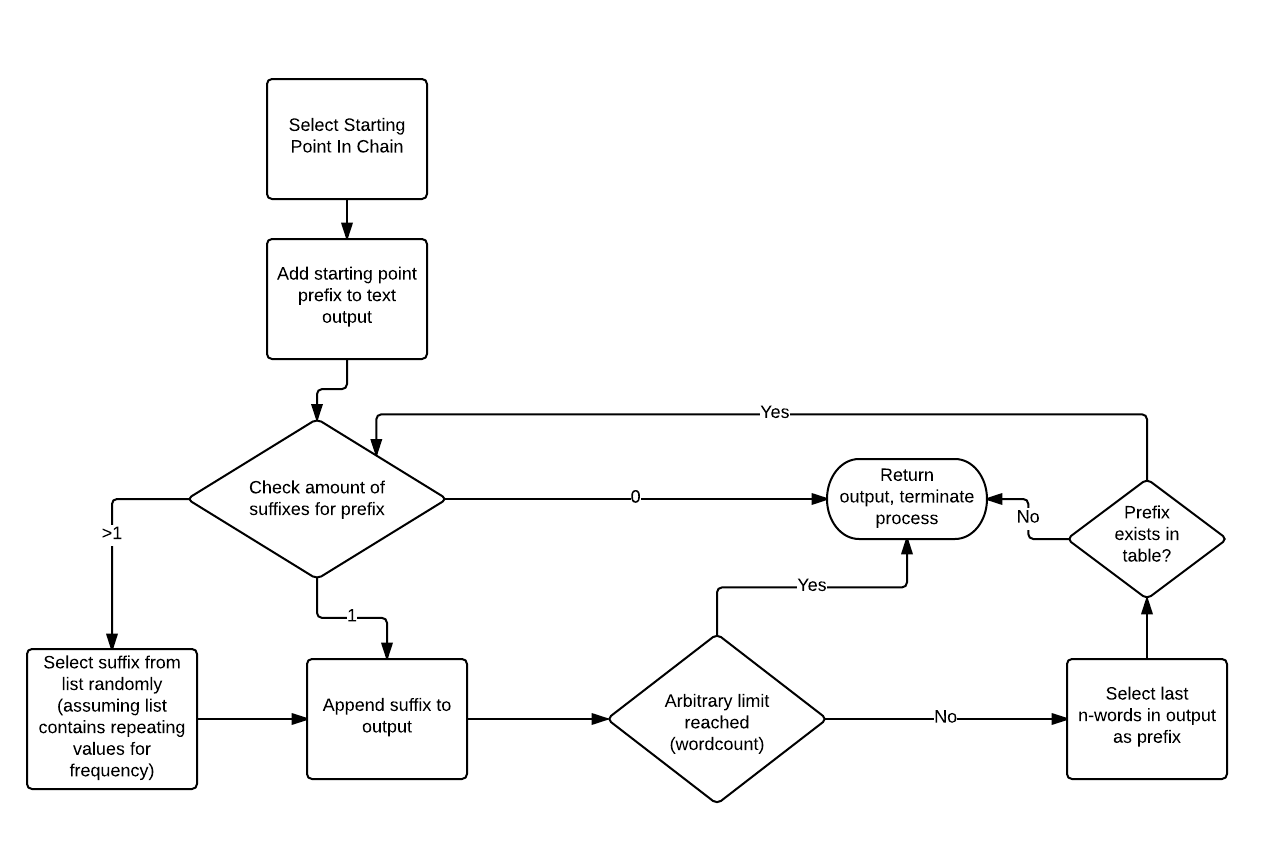 Select Starting
Point In Chain
Add starting point
prefix to text
output
Yes
Check amount of
suffixes for prefix
0
Return
output, terminate
process
No
Prefix
exists in
table?
>1
1
Yes
Select suffix from
list randomly
(assuming list
contains repeating
values for
frequency)
Append suffix to
output
Arbitrary limit
reached
(wordcount)
No
Select last
n-words in output
as prefix